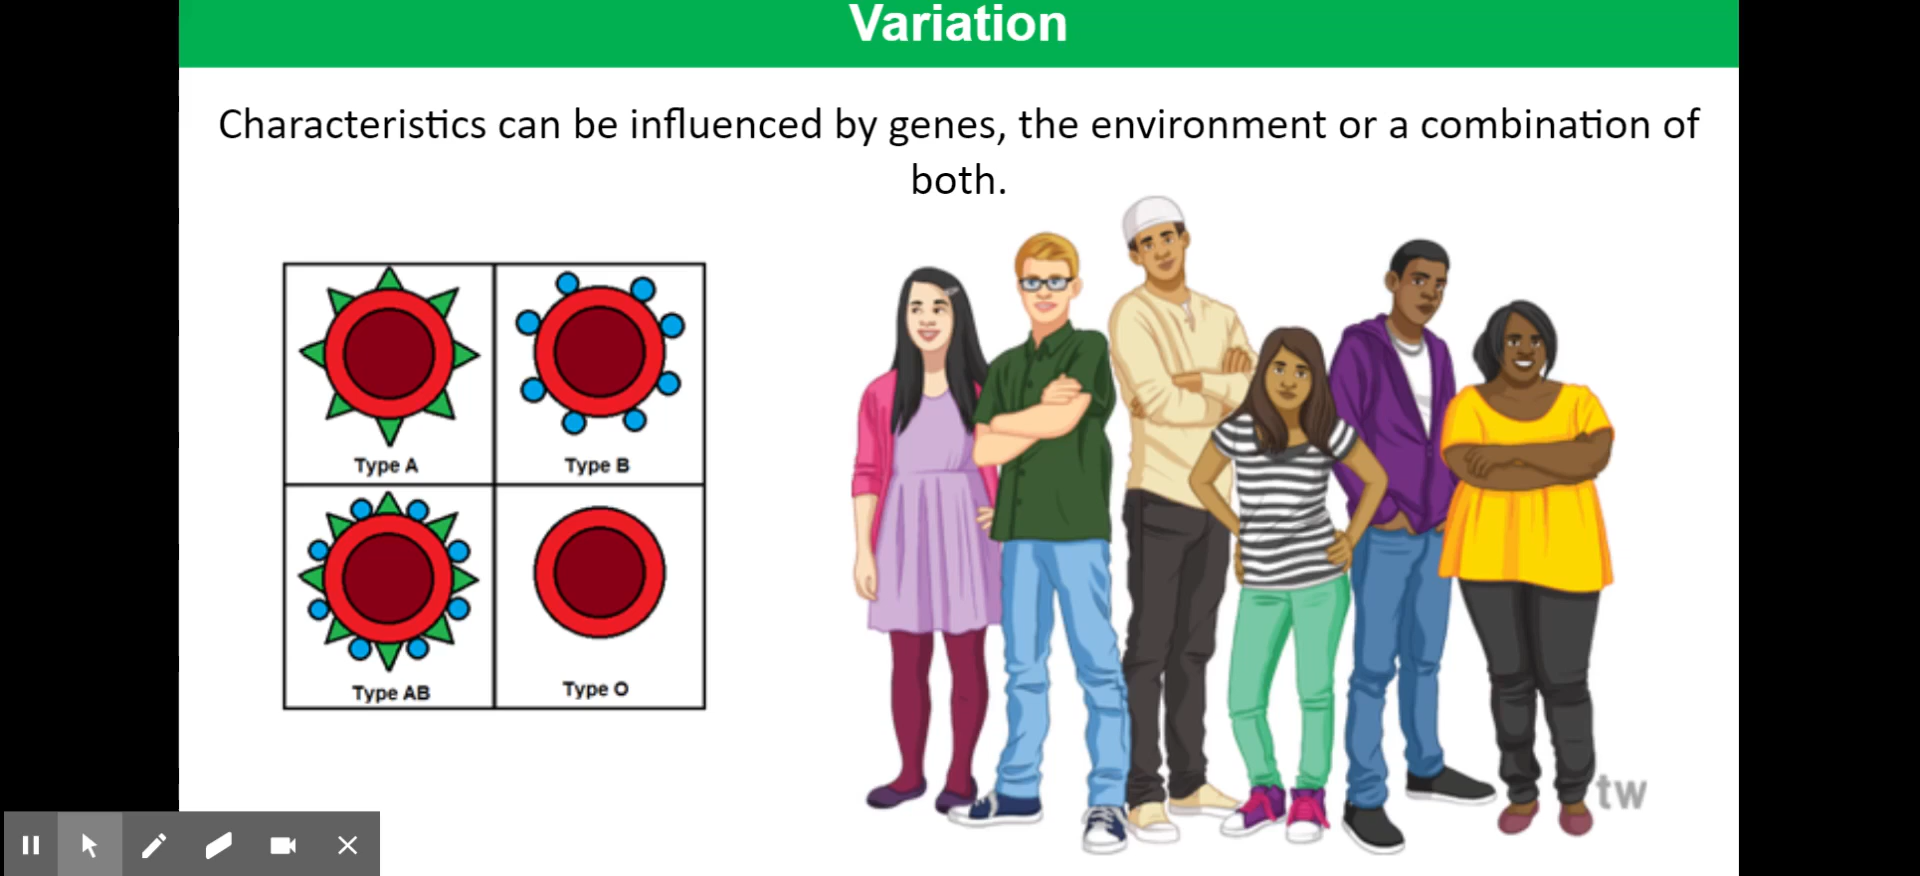 Variation
Characteristics can be influenced by genes, the environment or a combination of
both.
Type A
Type B
Type AB
Type O
tw